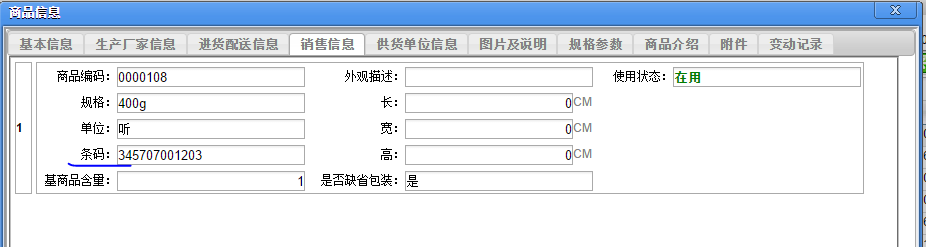 商品信息
基本信息 生产厂家信息 进货配送信息 销售信息 供货单位信息 图片及说明 规格参数 商品介绍 附件 变动记录
商品编码: 0000108 外观描述: 使用状态: 在用
规格: 400g 长: 0 CM
1 单位: 听 宽: 0 CM
条码: 345707001203 高: 0 CM
基商品含量: 1 是否缺省包装: 是